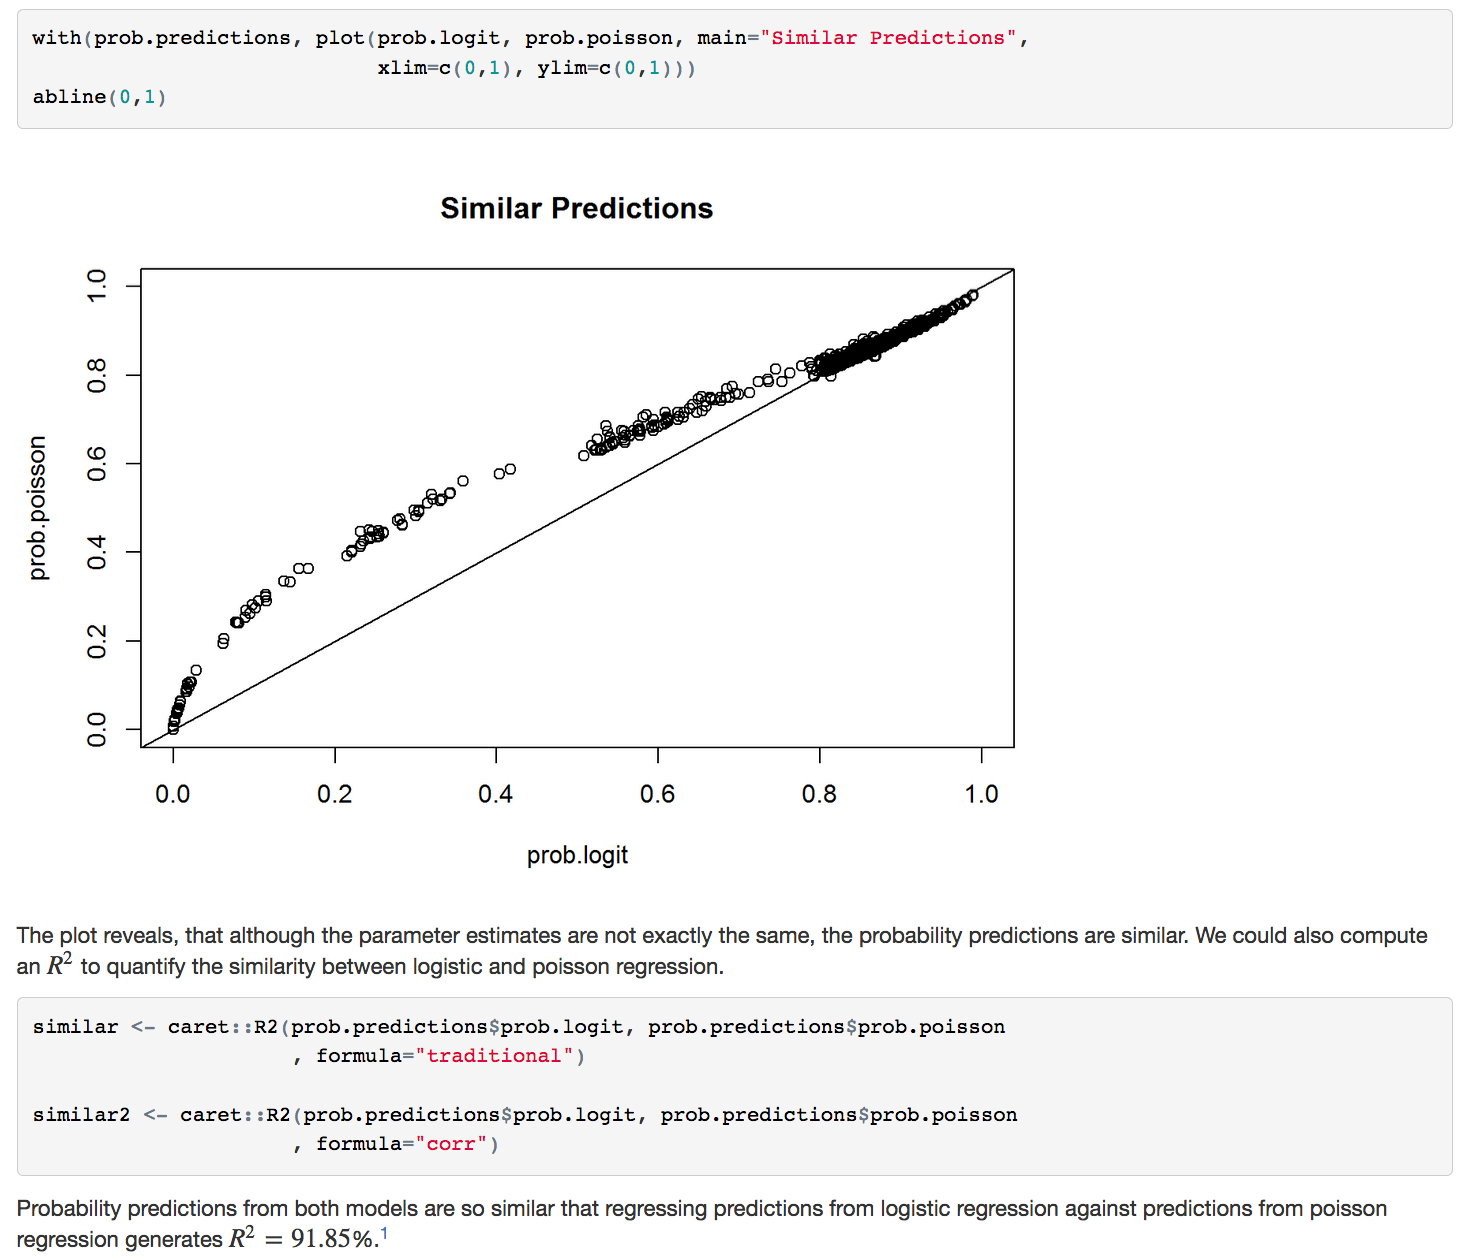 with(prob.predictions, plot(prob.logit, prob.poisson, main="Similar Predictions",
xlim=c(0,1), ylim=c(0,1)))
abline(0,1)
Similar Predictions
1.0
0.8
0.6
0.4
0.2
0.0
prob.poisson
0.0 0.2 0.4 0.6 0.8 1.0
prob.logit
The plot reveals, that although the parameter estimates are not exactly the same, the probability predictions are similar. We could also compute
an R² to quantify the similarity between logistic and poisson regression.
similar <- caret::R2(prob.predictions$prob.logit, prob.predictions$prob.poisson
, formula="traditional")
similar2 <- caret::R2(prob.predictions$prob.logit, prob.predictions$prob.poisson
, formula="corr")
Probability predictions from both models are so similar that regressing predictions from logistic regression against predictions from poisson
regression generates R² = 91.85%.¹